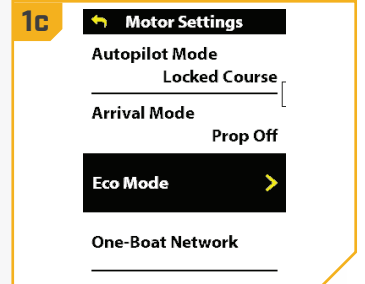 1c
Motor Settings
Autopilot Mode
Locked Course
Arrival Mode
Prop Off
Eco Mode
One-Boat Network